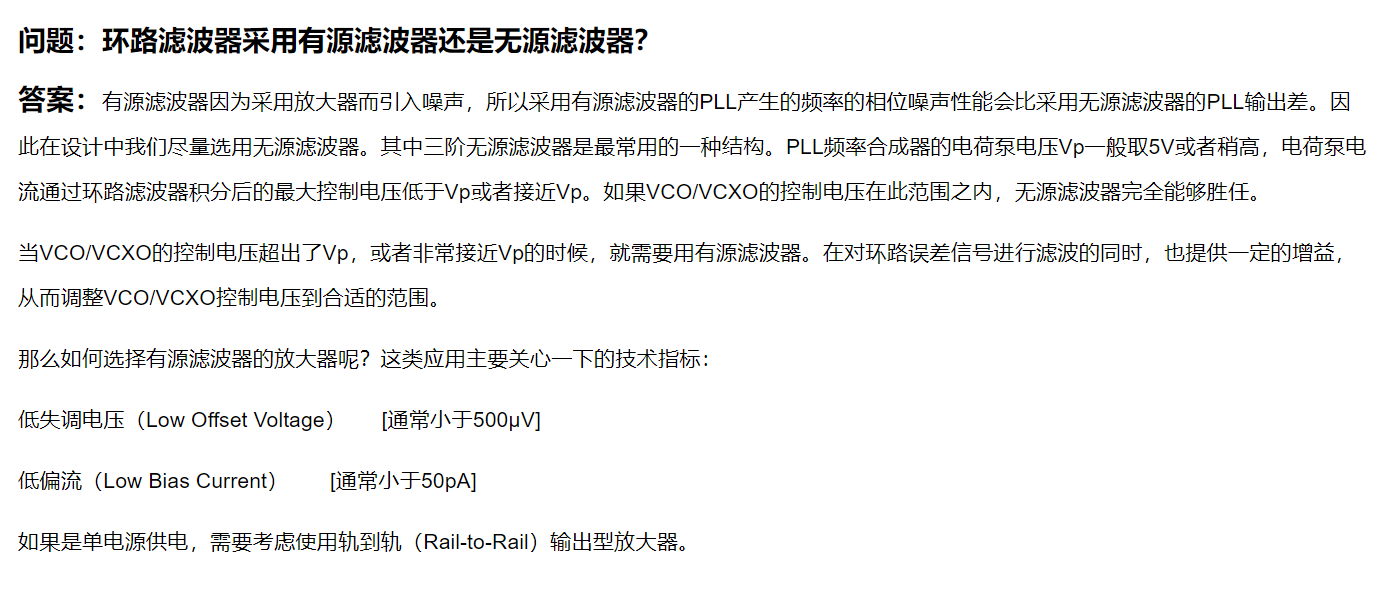 问题：环路滤波器采用有源滤波器还是无源滤波器？
答案：有源滤波器因为采用放大器而引入噪声，所以采用有源滤波器的PLL产生的频率的相位噪声性能会比采用无源滤波器的PLL输出差。因
此在设计中我们尽量选用无源滤波器。其中三阶无源滤波器是最常用的一种结构。PLL频率合成器的电荷泵电压Vp一般取5V或者稍高，电荷泵电
流通过环路滤波器积分后的最大控制电压低于Vp或者接近Vp。如果VCO/VCXO的控制电压在此范围之内，无源滤波器完全能够胜任。
当VCO/VCXO的控制电压超出了Vp，或者非常接近Vp的时候，就需要用有源滤波器。在对环路误差信号进行滤波的同时，也提供一定的增益，
从而调整VCO/VCXO控制电压到合适的范围。
那么如何选择有源滤波器的放大器呢？这类应用主要关心一下的技术指标：
低失调电压（Low Offset Voltage） [通常小于500μV]
低偏流（Low Bias Current） [通常小于50pA]
如果是单电源供电，需要考虑使用轨到轨（Rail-to-Rail）输出型放大器。